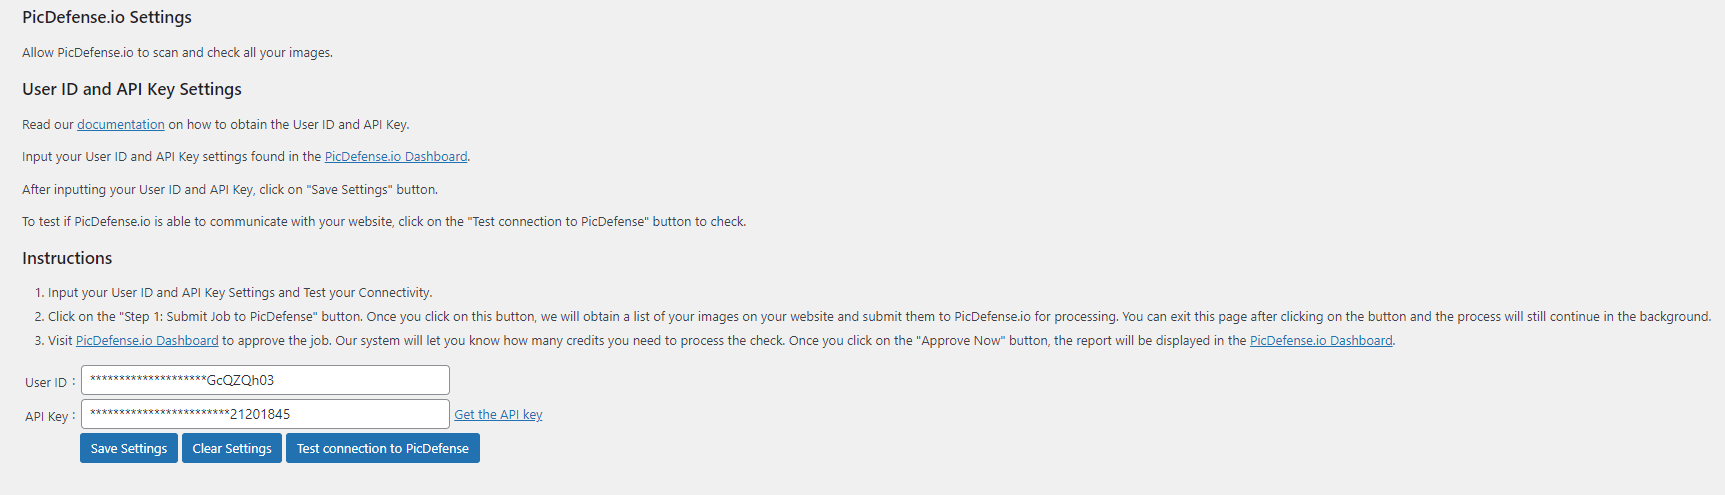 PicDefense.io Settings
Allow PicDefense.io to scan and check all your images.
User ID and API Key Settings
Read our documentation on how to obtain the User ID and API Key.
Input your User ID and API Key settings found in the PicDefense.io Dashboard.
After inputting your User ID and API Key, click on "Save Settings" button.
To test if PicDefense.io is able to communicate with your website, click on the "Test connection to PicDefense" button to check.
Instructions
1. Input your User ID and API Key Settings and Test your Connectivity.
2. Click on the "Step 1: Submit Job to PicDefense" button. Once you click on this button, we will obtain a list of your images on your website and submit them to PicDefense.io for processing. You can exit this page after clicking on the button and the process will still continue in the background.
3. Visit PicDefense.io Dashboard to approve the job. Our system will let you know how many credits you need to process the check. Once you click on the "Approve Now" button, the report will be displayed in the PicDefense.io Dashboard.
User ID : ********************GcQZQh03
API Key : ************************21201845 Get the API key
Save Settings Clear Settings Test connection to PicDefense